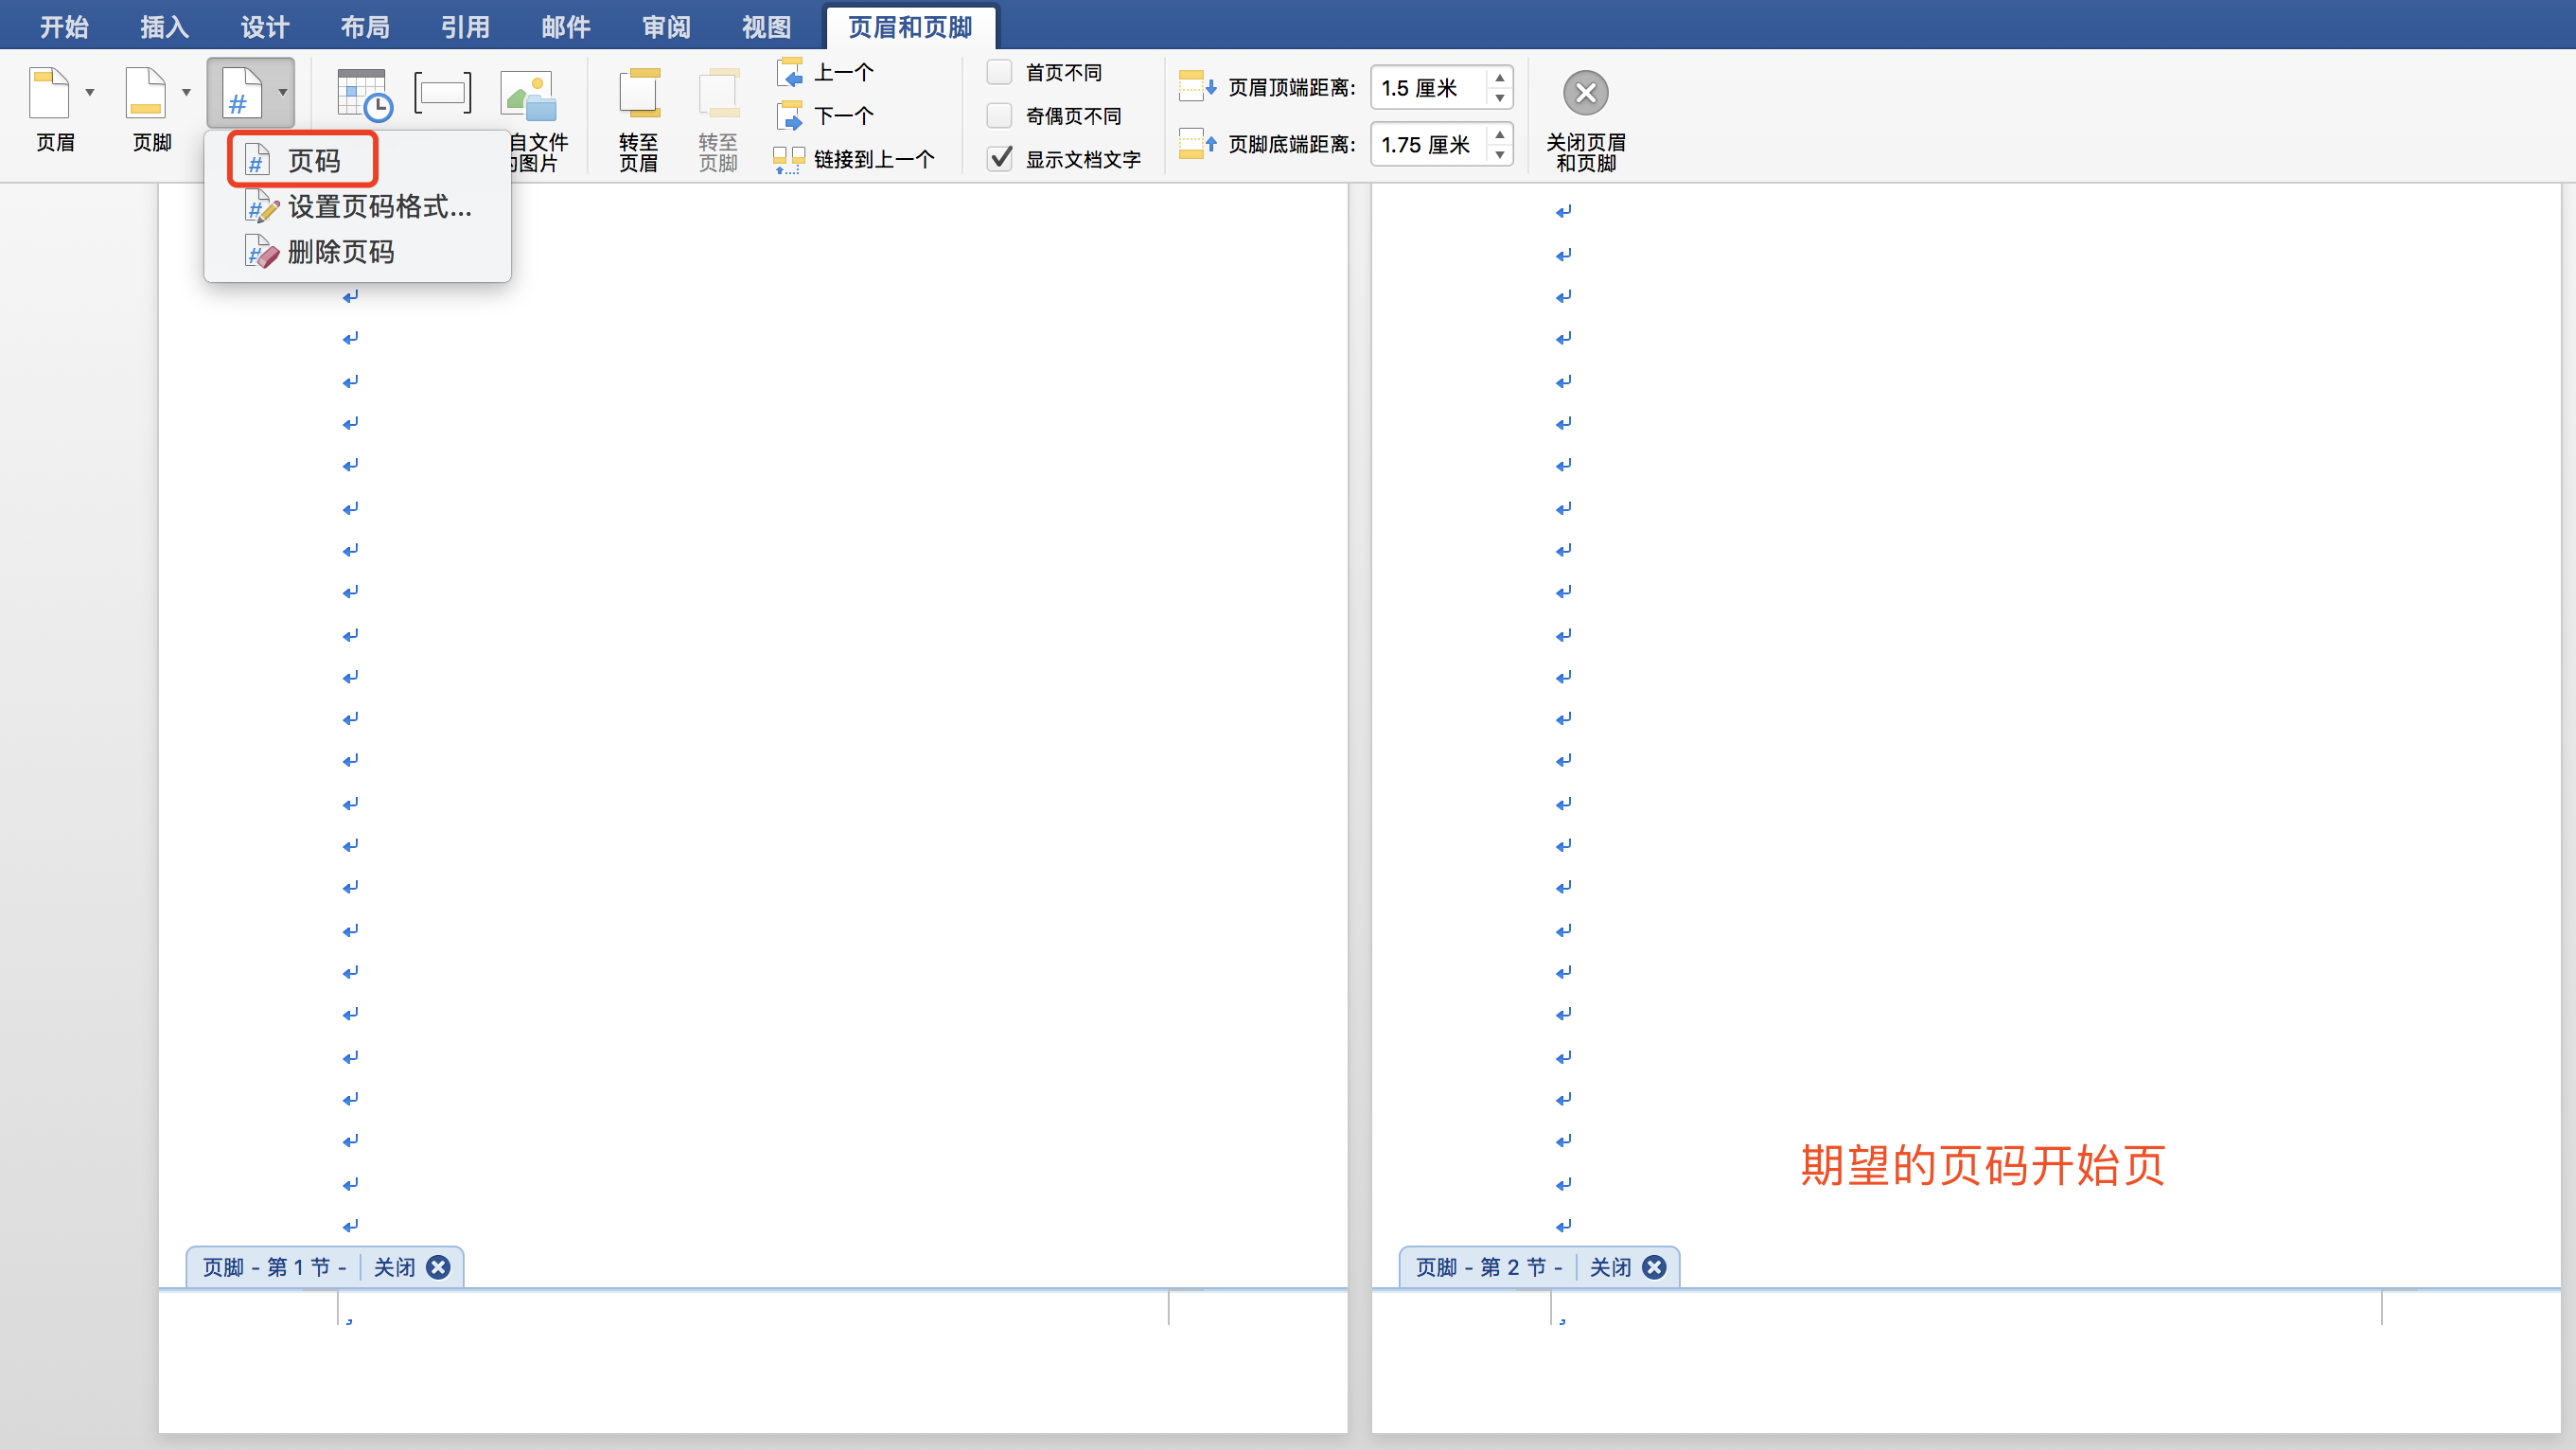 开始 插入 设计 布局 引用 邮件 审阅 视图 页眉和页脚
页眉
页脚
页码
设置页码格式...
删除页码
自文件
图片
转至
页眉
转至
页脚
上一个
下一个
链接到上一个
首页不同
奇偶页不同
显示文档文字
页眉顶端距离: 1.5 厘米
页脚底端距离: 1.75 厘米
关闭页眉
和页脚
期望的页码开始页
页脚 - 第 1 节 - 关闭
页脚 - 第 2 节 - 关闭